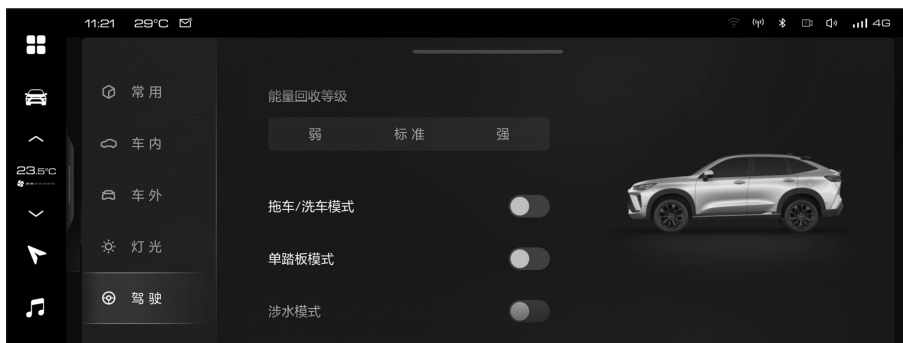 11:21 29°C 4G
常用
能量回收等级
车内
弱 标准 强
23.5°C
车外
拖车/洗车模式
灯光
单踏板模式
驾驶
涉水模式